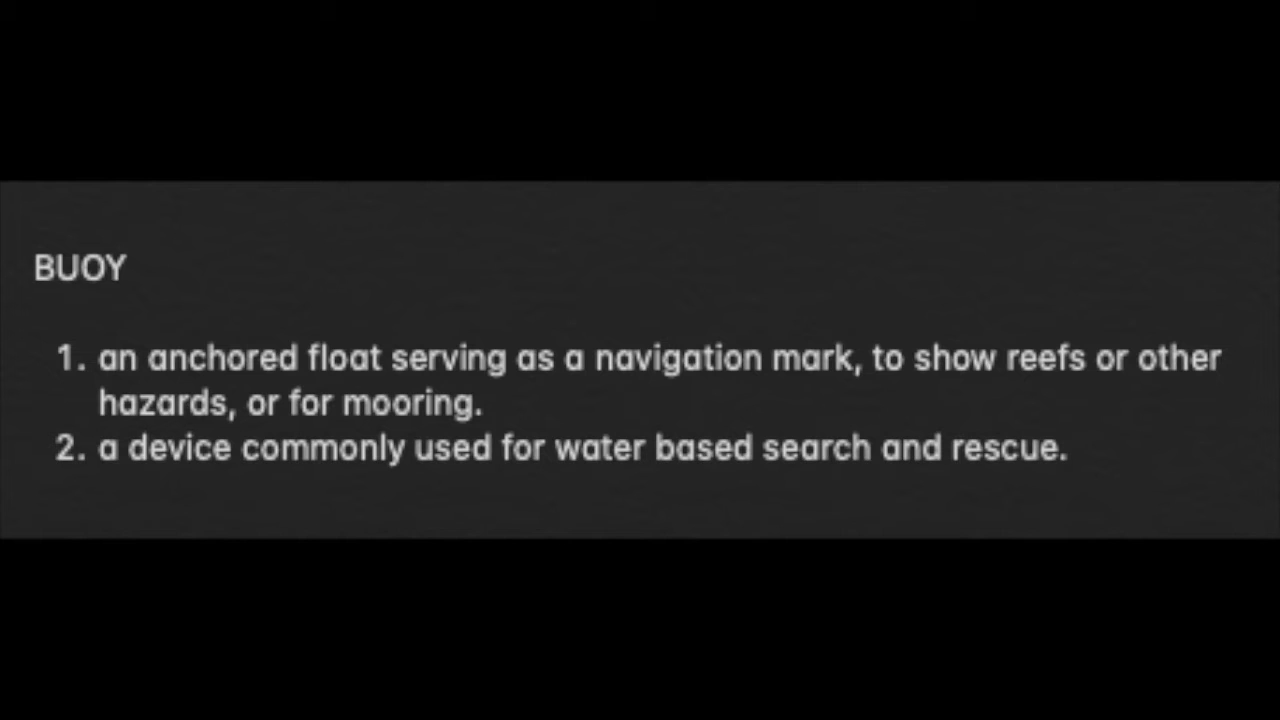 BUOY
1. an anchored float serving as a navigation mark, to show reefs or other
hazards, or for mooring.
2. a device commonly used for water based search and rescue.